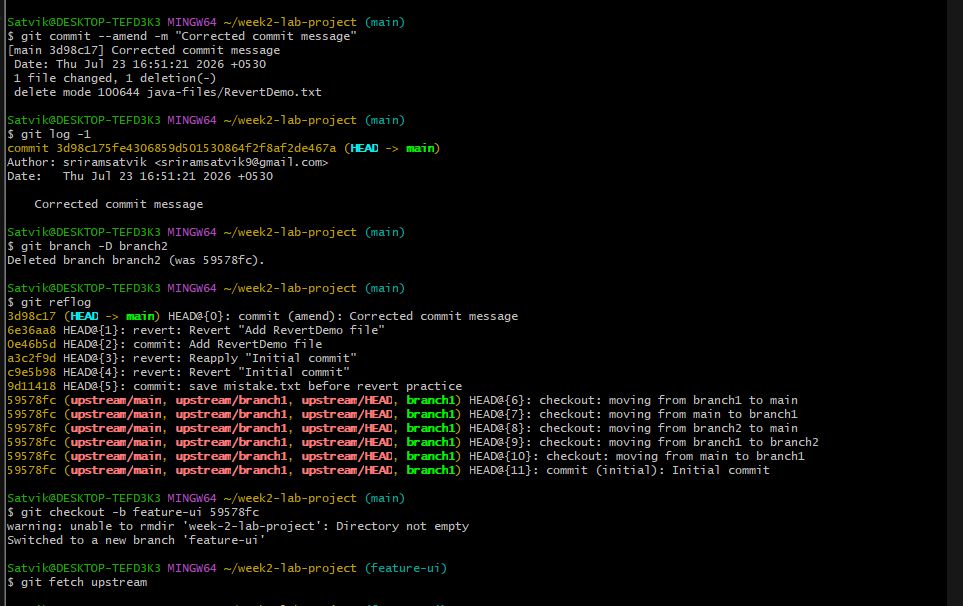 Satvik@DESKTOP-TEFD3K3 MINGW64 ~/week2-lab-project (main)
$ git commit --amend -m "Corrected commit message"
[main 3d98c17] Corrected commit message
 Date: Thu Jul 23 16:51:21 2026 +0530
 1 file changed, 1 deletion(-)
 delete mode 100644 java-files/RevertDemo.txt

Satvik@DESKTOP-TEFD3K3 MINGW64 ~/week2-lab-project (main)
$ git log -1
commit 3d98c175fe4306859d501530864f2f8af2de467a (HEAD -> main)
Author: sriramsatvik <sriramsatvik9@gmail.com>
Date:   Thu Jul 23 16:51:21 2026 +0530

    Corrected commit message

Satvik@DESKTOP-TEFD3K3 MINGW64 ~/week2-lab-project (main)
$ git branch -D branch2
Deleted branch branch2 (was 59578fc).

Satvik@DESKTOP-TEFD3K3 MINGW64 ~/week2-lab-project (main)
$ git reflog
3d98c17 (HEAD -> main) HEAD@{0}: commit (amend): Corrected commit message
6e36aa8 HEAD@{1}: revert: Revert "Add RevertDemo file"
0e46b5d HEAD@{2}: commit: Add RevertDemo file
a3c2f9d HEAD@{3}: revert: Reapply "Initial commit"
c9e5b98 HEAD@{4}: revert: Revert "Initial commit"
9d11418 HEAD@{5}: commit: save mistake.txt before revert practice
59578fc (upstream/main, upstream/branch1, upstream/HEAD, branch1) HEAD@{6}: checkout: moving from branch1 to main
59578fc (upstream/main, upstream/branch1, upstream/HEAD, branch1) HEAD@{7}: checkout: moving from main to branch1
59578fc (upstream/main, upstream/branch1, upstream/HEAD, branch1) HEAD@{8}: checkout: moving from branch2 to main
59578fc (upstream/main, upstream/branch1, upstream/HEAD, branch1) HEAD@{9}: checkout: moving from branch1 to branch2
59578fc (upstream/main, upstream/branch1, upstream/HEAD, branch1) HEAD@{10}: checkout: moving from main to branch1
59578fc (upstream/main, upstream/branch1, upstream/HEAD, branch1) HEAD@{11}: commit (initial): Initial commit

Satvik@DESKTOP-TEFD3K3 MINGW64 ~/week2-lab-project (main)
$ git checkout -b feature-ui 59578fc
warning: unable to rmdir 'week-2-lab-project': Directory not empty
Switched to a new branch 'feature-ui'

Satvik@DESKTOP-TEFD3K3 MINGW64 ~/week2-lab-project (feature-ui)
$ git fetch upstream